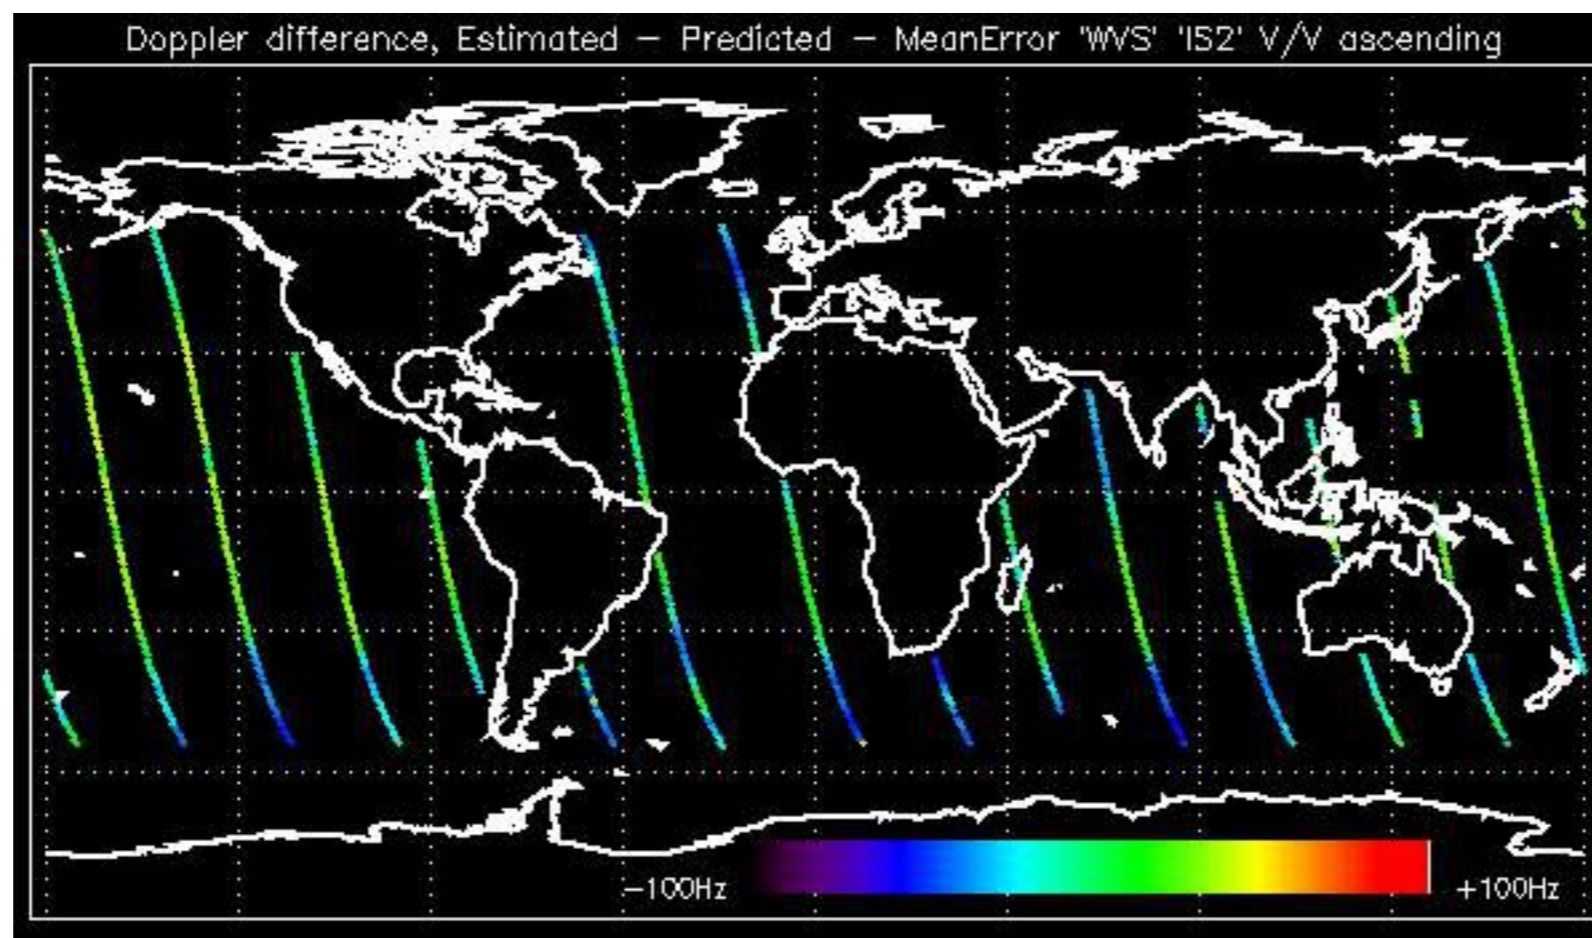 Doppler difference, Estimated – Predicted – MeanError 'WVS' 'IS2' V/V ascending
–100Hz
+100Hz